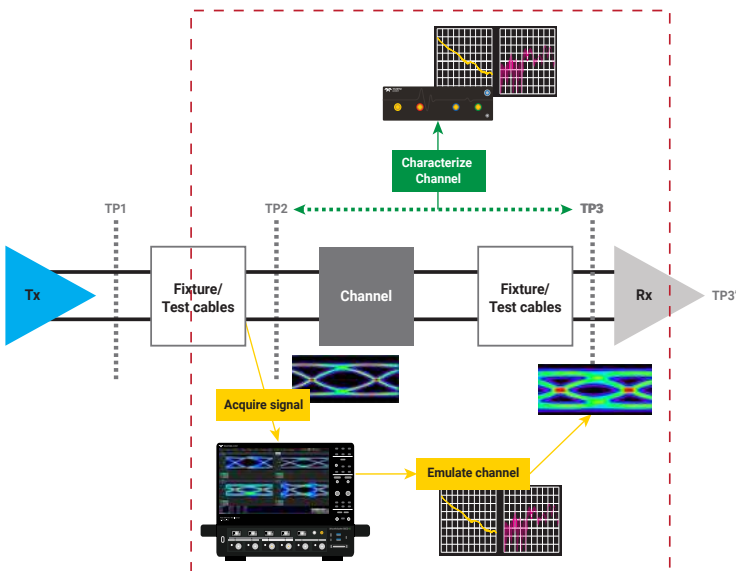 Characterize
Channel
TP1
TP2
TP3
Tx
Fixture/
Test cables
Channel
Fixture/
Test cables
Rx
TP3'
Acquire signal
Emulate channel